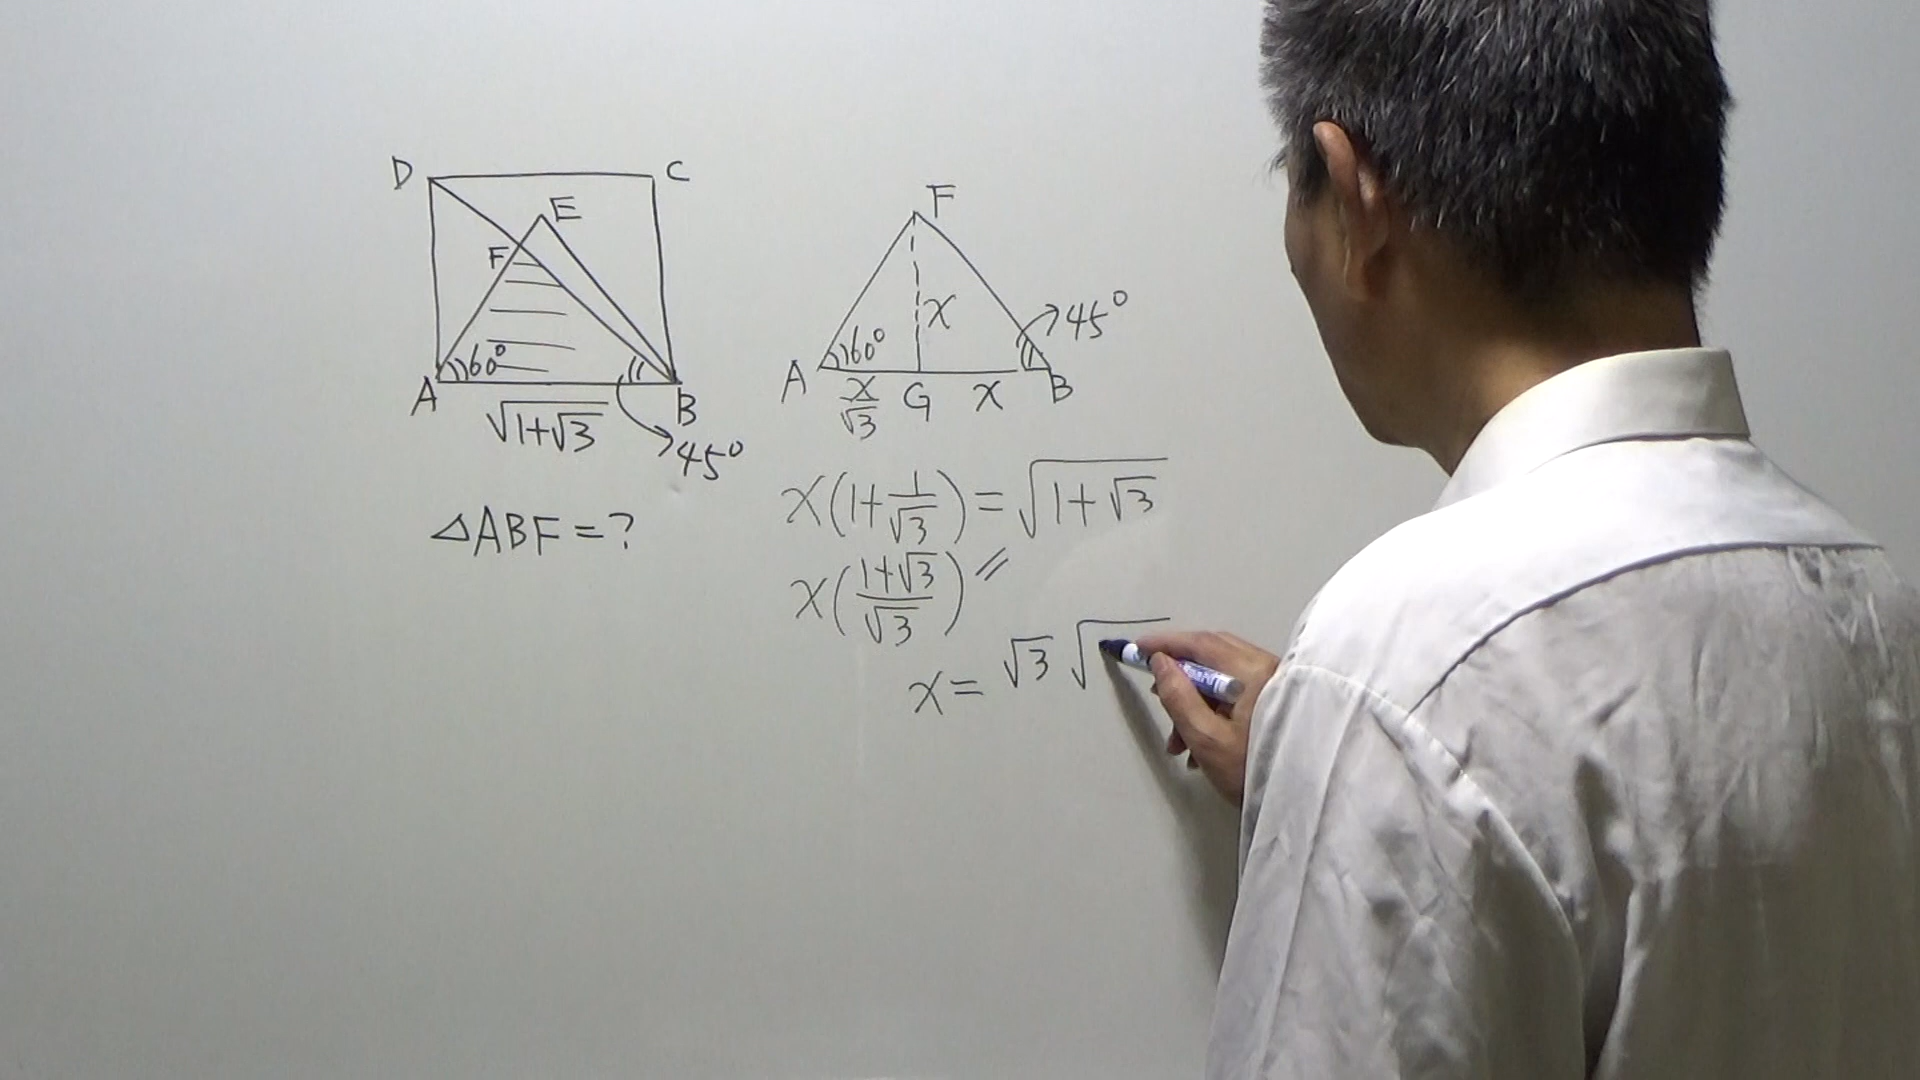 D C
E
F
A 60° B
√(1+√3)
45°
△ABF=?
F
x
45°
A 60° B
x/√3 G x
x(1+1/√3)=√(1+√3)
x((1+√3)/√3)〃
x= √3 √